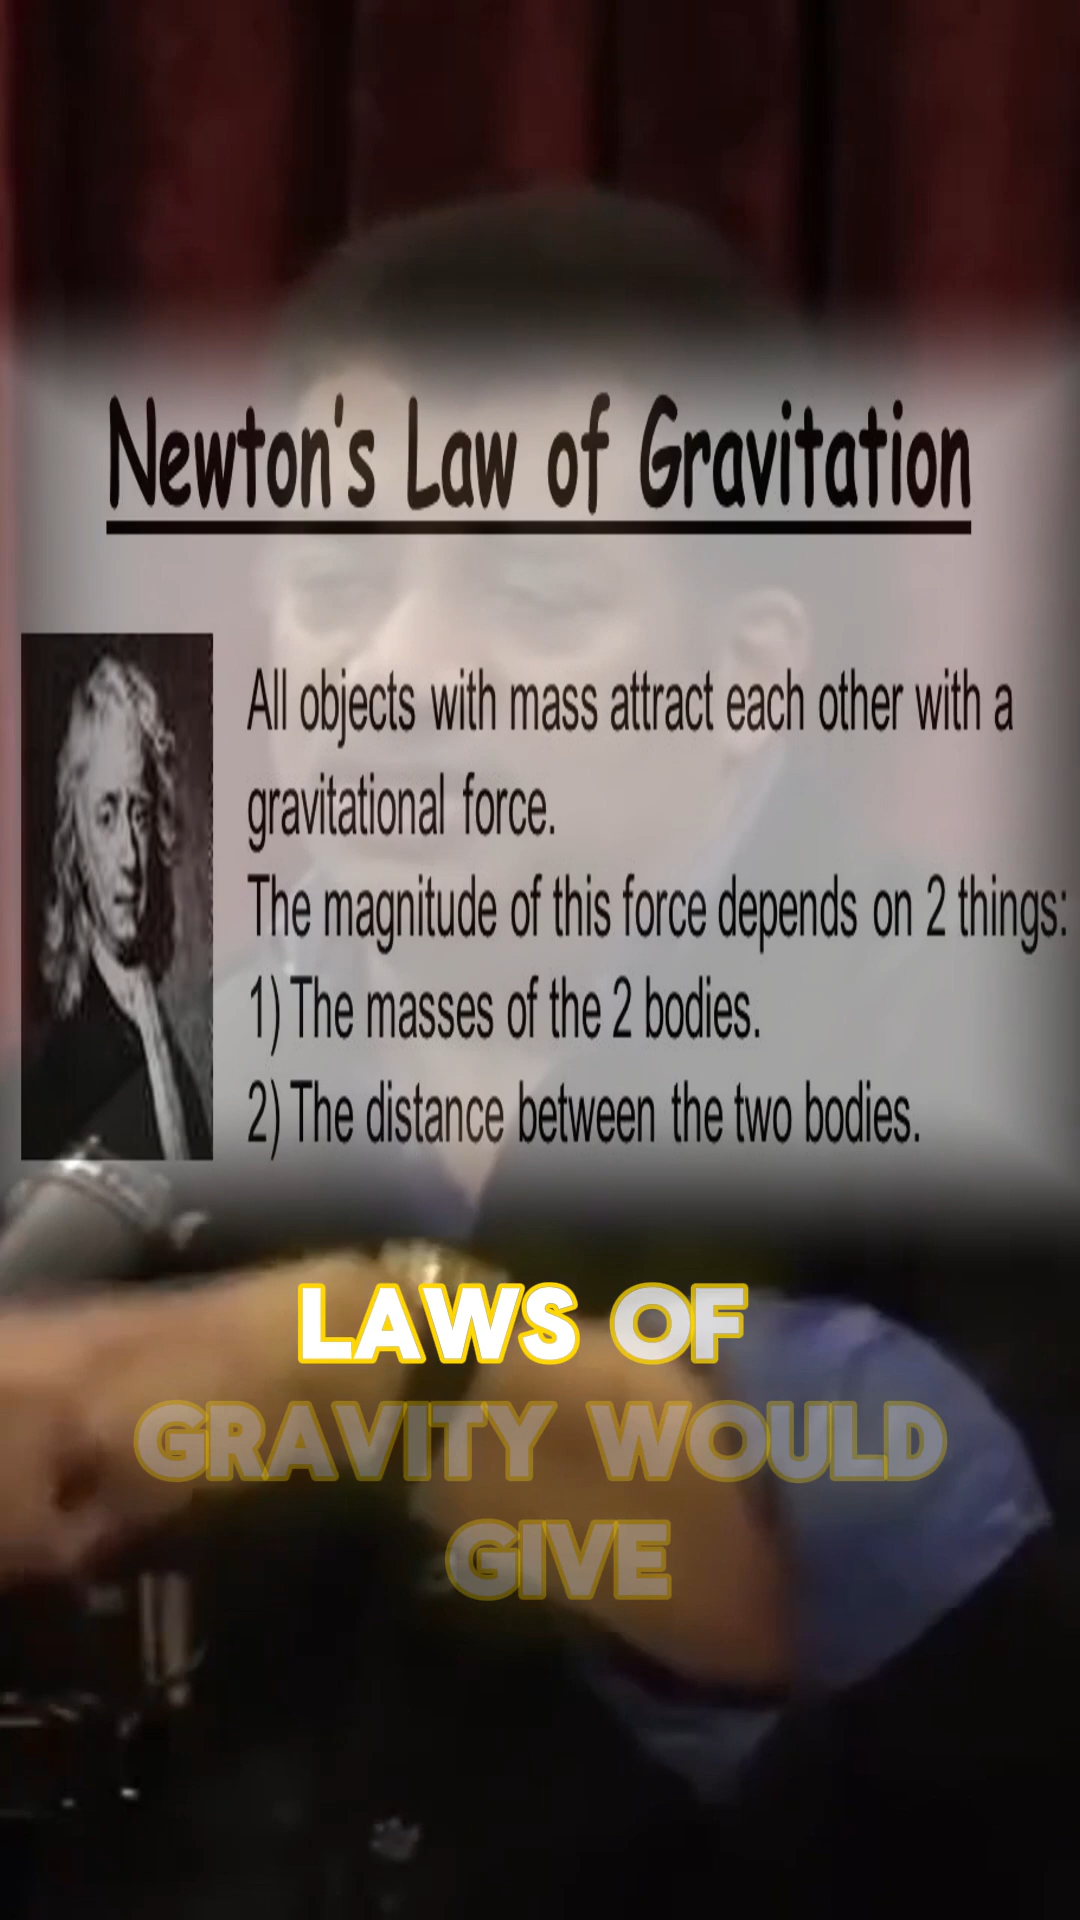 Newton's Law of Gravitation
All objects with mass attract each other with a
gravitational force.
The magnitude of this force depends on 2 things:
1) The masses of the 2 bodies.
2) The distance between the two bodies.
LAWS OF
GRAVITY WOULD
GIVE